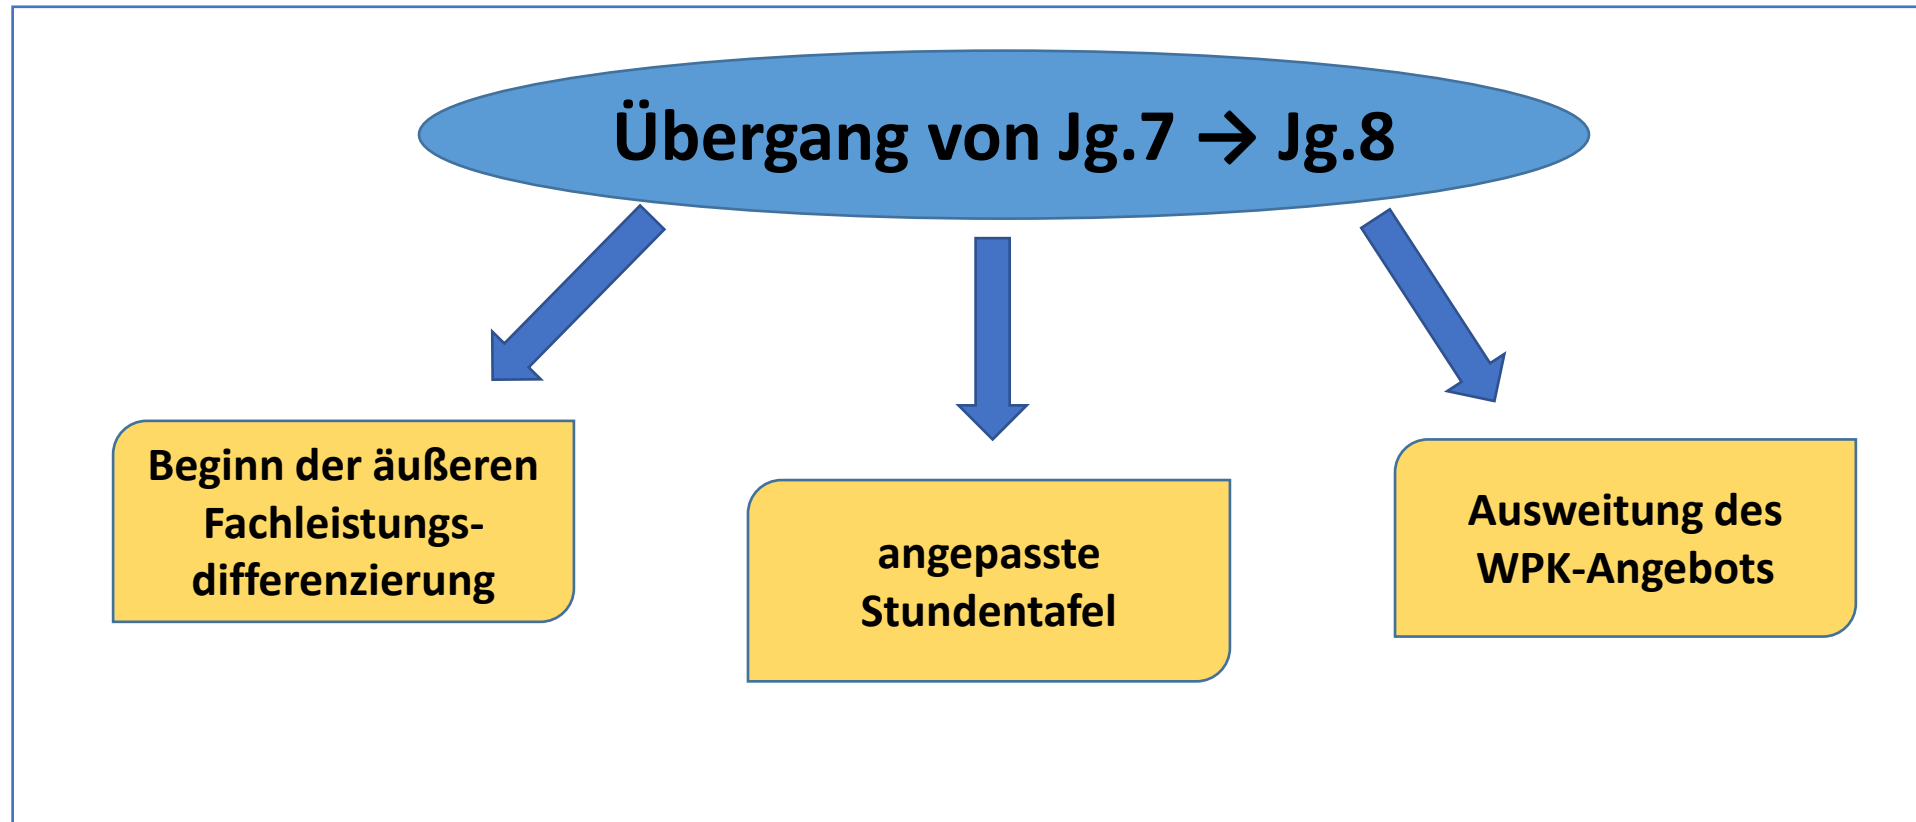 Übergang von Jg.7 → Jg.8
Beginn der äußeren
Fachleistungs-
differenzierung
angepasste
Stundentafel
Ausweitung des
WPK-Angebots